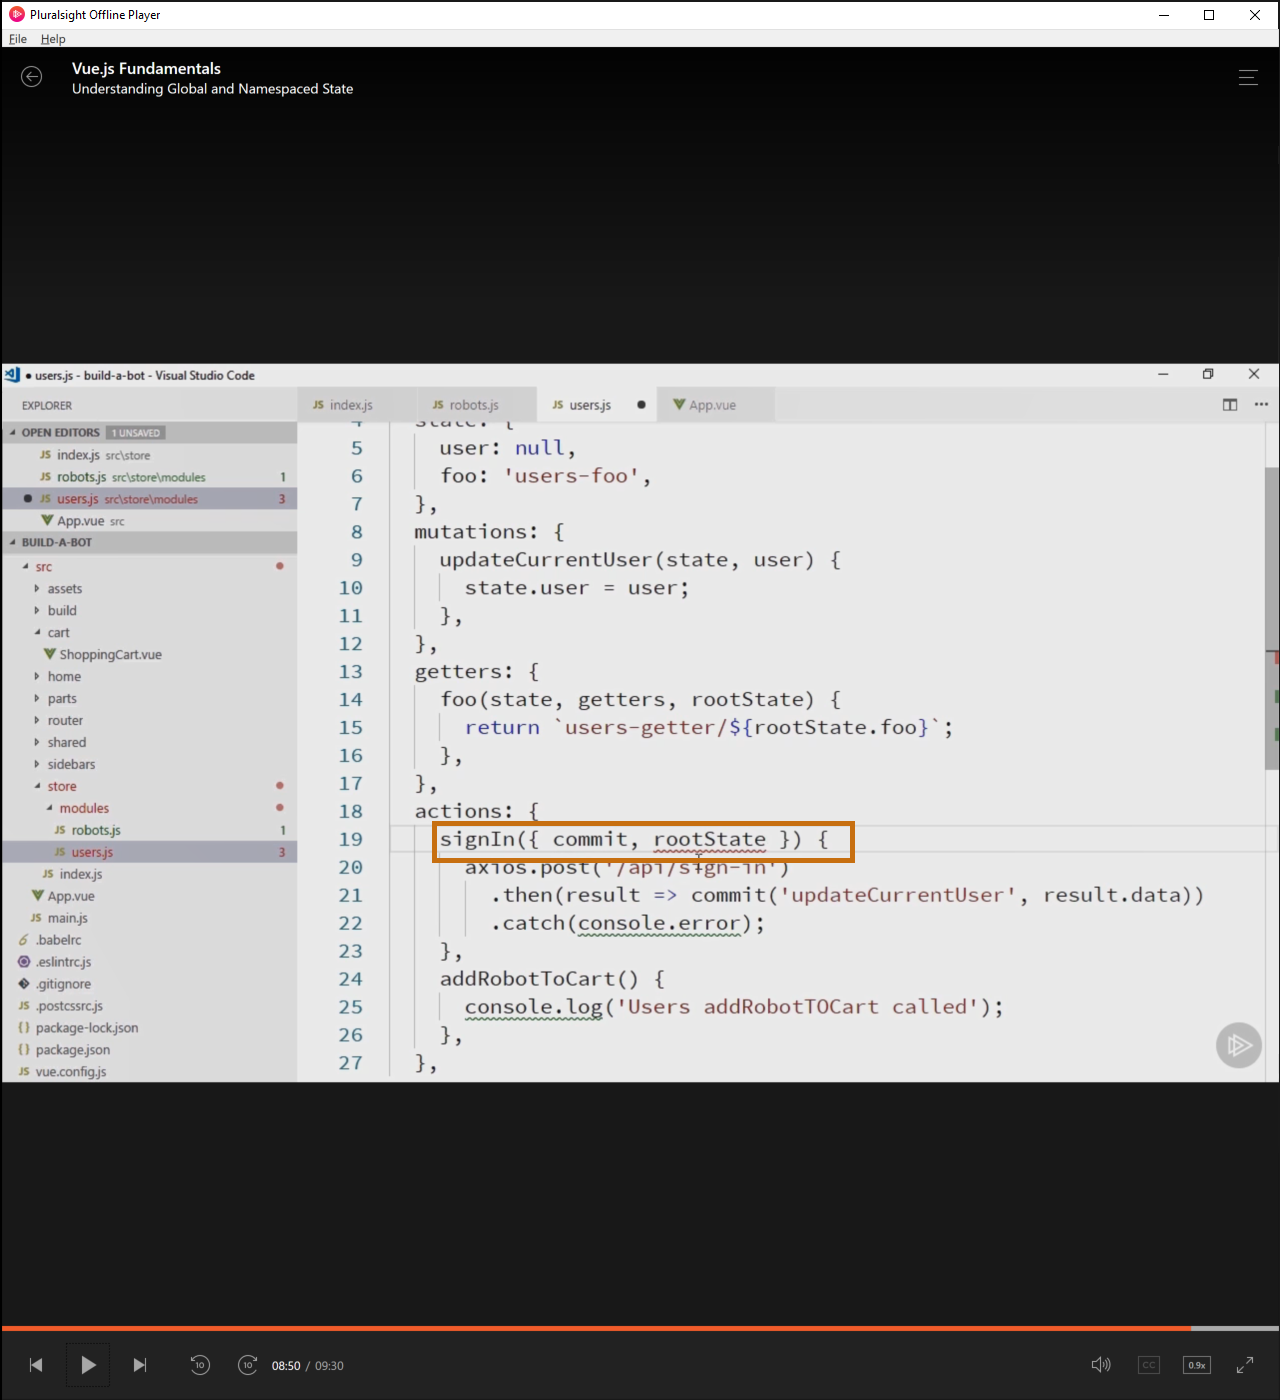 Pluralsight Offline Player
File Help
Vue.js Fundamentals
Understanding Global and Namespaced State
users.js - build-a-bot - Visual Studio Code
EXPLORER
OPEN EDITORS 1 UNSAVED
JS index.js src\store
JS robots.js src\store\modules 1
JS users.js src\store\modules 3
App.vue src
BUILD-A-BOT
src
assets
build
cart
ShoppingCart.vue
home
parts
router
shared
sidebars
store
modules
JS robots.js 1
JS users.js 3
JS index.js
App.vue
JS main.js
.babelrc
.eslintrc.js
.gitignore
JS .postcssrc.js
{} package-lock.json
{} package.json
JS vue.config.js
JS index.js JS robots.js JS users.js App.vue
4 state: {
5 user: null,
6 foo: 'users-foo',
7 },
8 mutations: {
9 updateCurrentUser(state, user) {
10 state.user = user;
11 },
12 },
13 getters: {
14 foo(state, getters, rootState) {
15 return `users-getter/${rootState.foo}`;
16 },
17 },
18 actions: {
19 signIn({ commit, rootState }) {
20 axios.post('/api/sign-in')
21 .then(result => commit('updateCurrentUser', result.data))
22 .catch(console.error);
23 },
24 addRobotToCart() {
25 console.log('Users addRobotTOCart called');
26 },
27 },
10 10 08:50 / 09:30 CC 0.9x